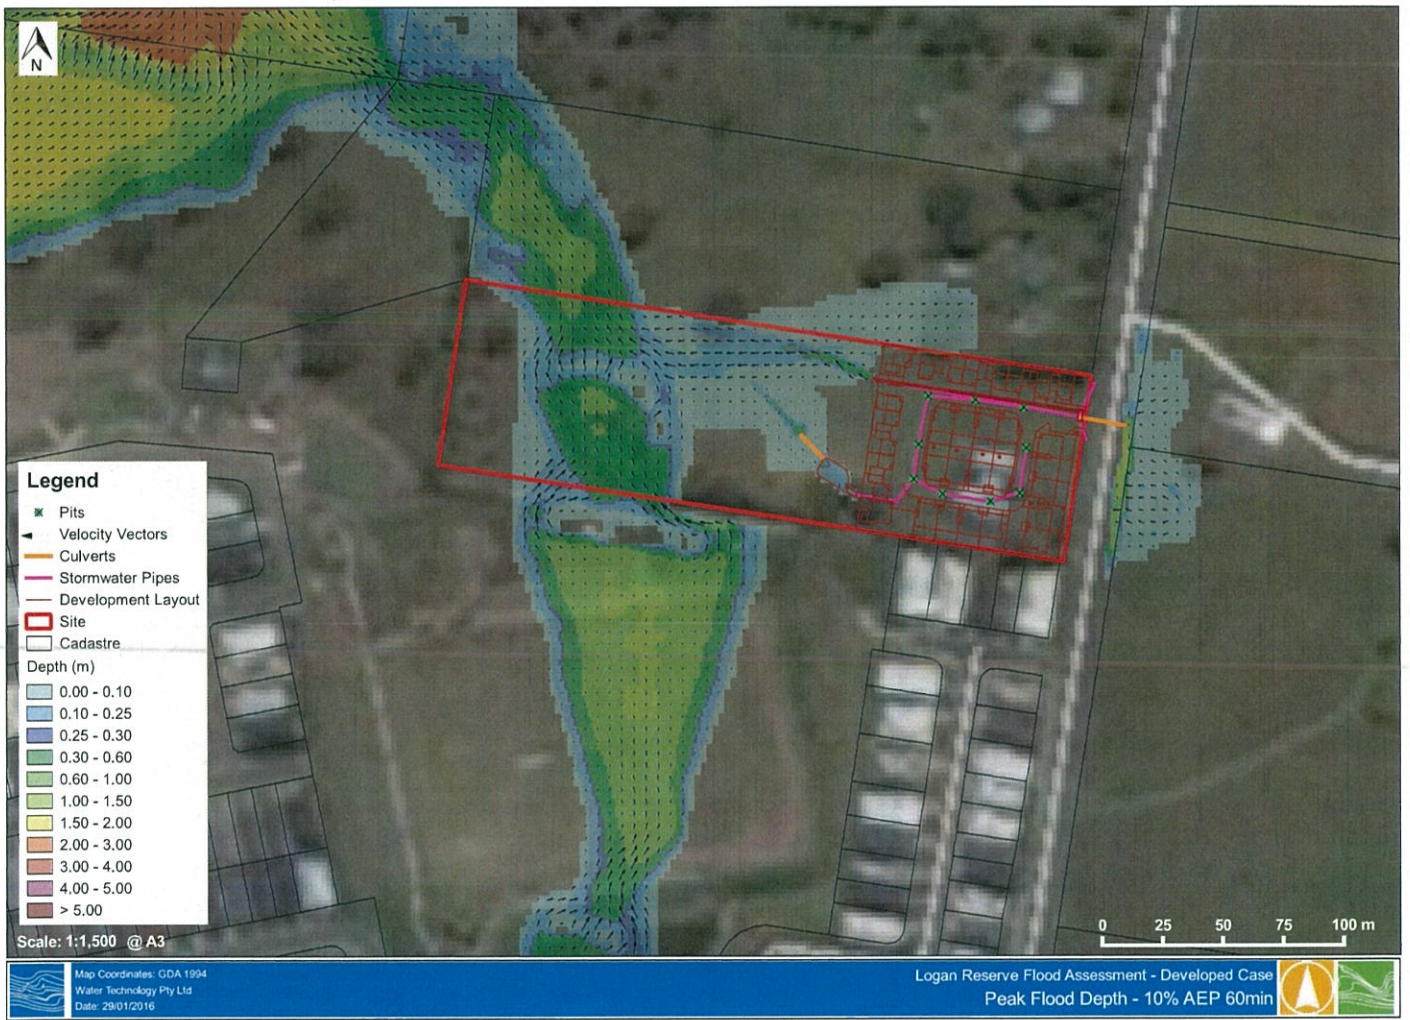 N
Legend
Pits
Velocity Vectors
Culverts
Stormwater Pipes
Development Layout
Site
Cadastre
Depth (m)
0.00 - 0.10
0.10 - 0.25
0.25 - 0.30
0.30 - 0.60
0.60 - 1.00
1.00 - 1.50
1.50 - 2.00
2.00 - 3.00
3.00 - 4.00
4.00 - 5.00
> 5.00
Scale: 1:1,500 @ A3
0 25 50 75 100 m
Map Coordinates: GDA 1994
Water Technology Pty Ltd
Date: 29/01/2016
Logan Reserve Flood Assessment - Developed Case
Peak Flood Depth - 10% AEP 60min